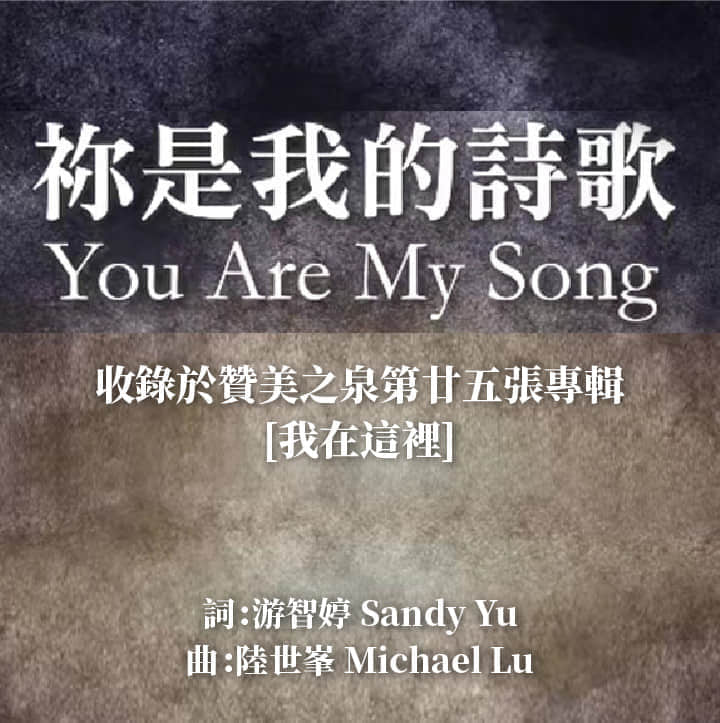 祢是我的詩歌
You Are My Song
收錄於贊美之泉第廿五張專輯
[我在這裡]
詞:游智婷 Sandy Yu
曲:陸世峯 Michael Lu